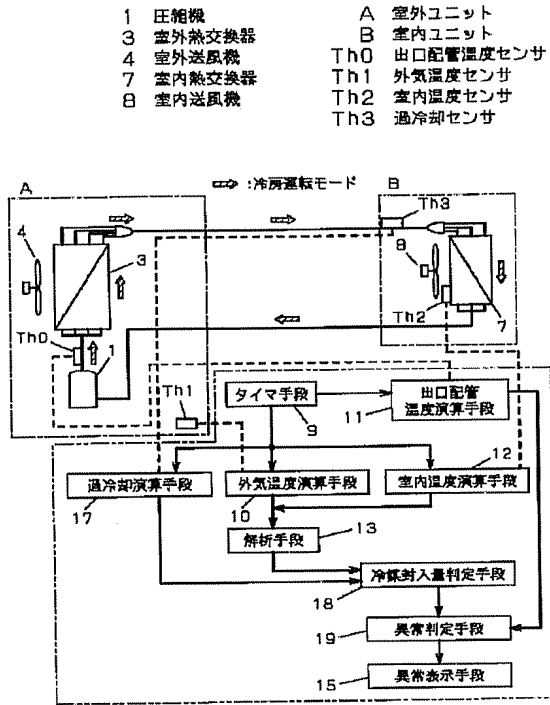 1 圧縮機
3 室外熱交換器
4 室外送風機
7 室内熱交換器
8 室内送風機
A 室外ユニット
B 室内ユニット
Th0 出口配管温度センサ
Th1 外気温度センサ
Th2 室内温度センサ
Th3 過冷却センサ
:冷房運転モード
A
B
Th3
4
3
8
Th2
7
Th0
1
Th1
タイマ手段
9
出口配管
温度演算手段
11
過冷却演算手段
17
外気温度演算手段
10
室内温度演算手段
12
解析手段
13
冷媒封入量判定手段
18
異常判定手段
19
異常表示手段
15